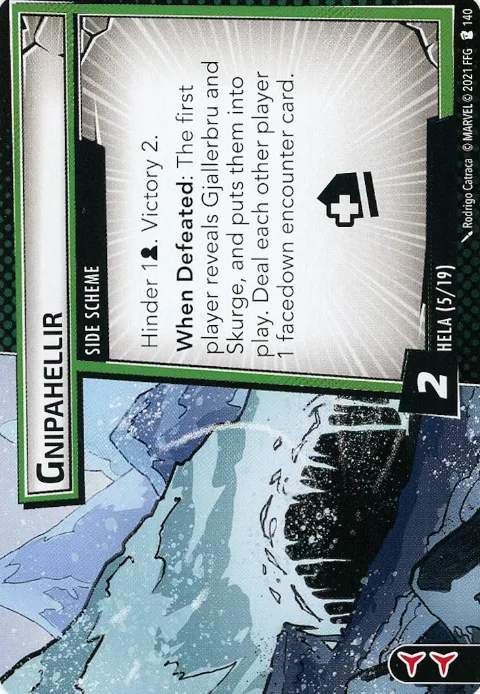 GNIPAHELLIR
SIDE SCHEME
Hinder 1. Victory 2.
When Defeated: The first
player reveals Gjallerbru and
Skurge, and puts them into
play. Deal each other player
1 facedown encounter card.
2
HELA (5/19)
Rodrigo Catraca © MARVEL © 2021 FFG 140